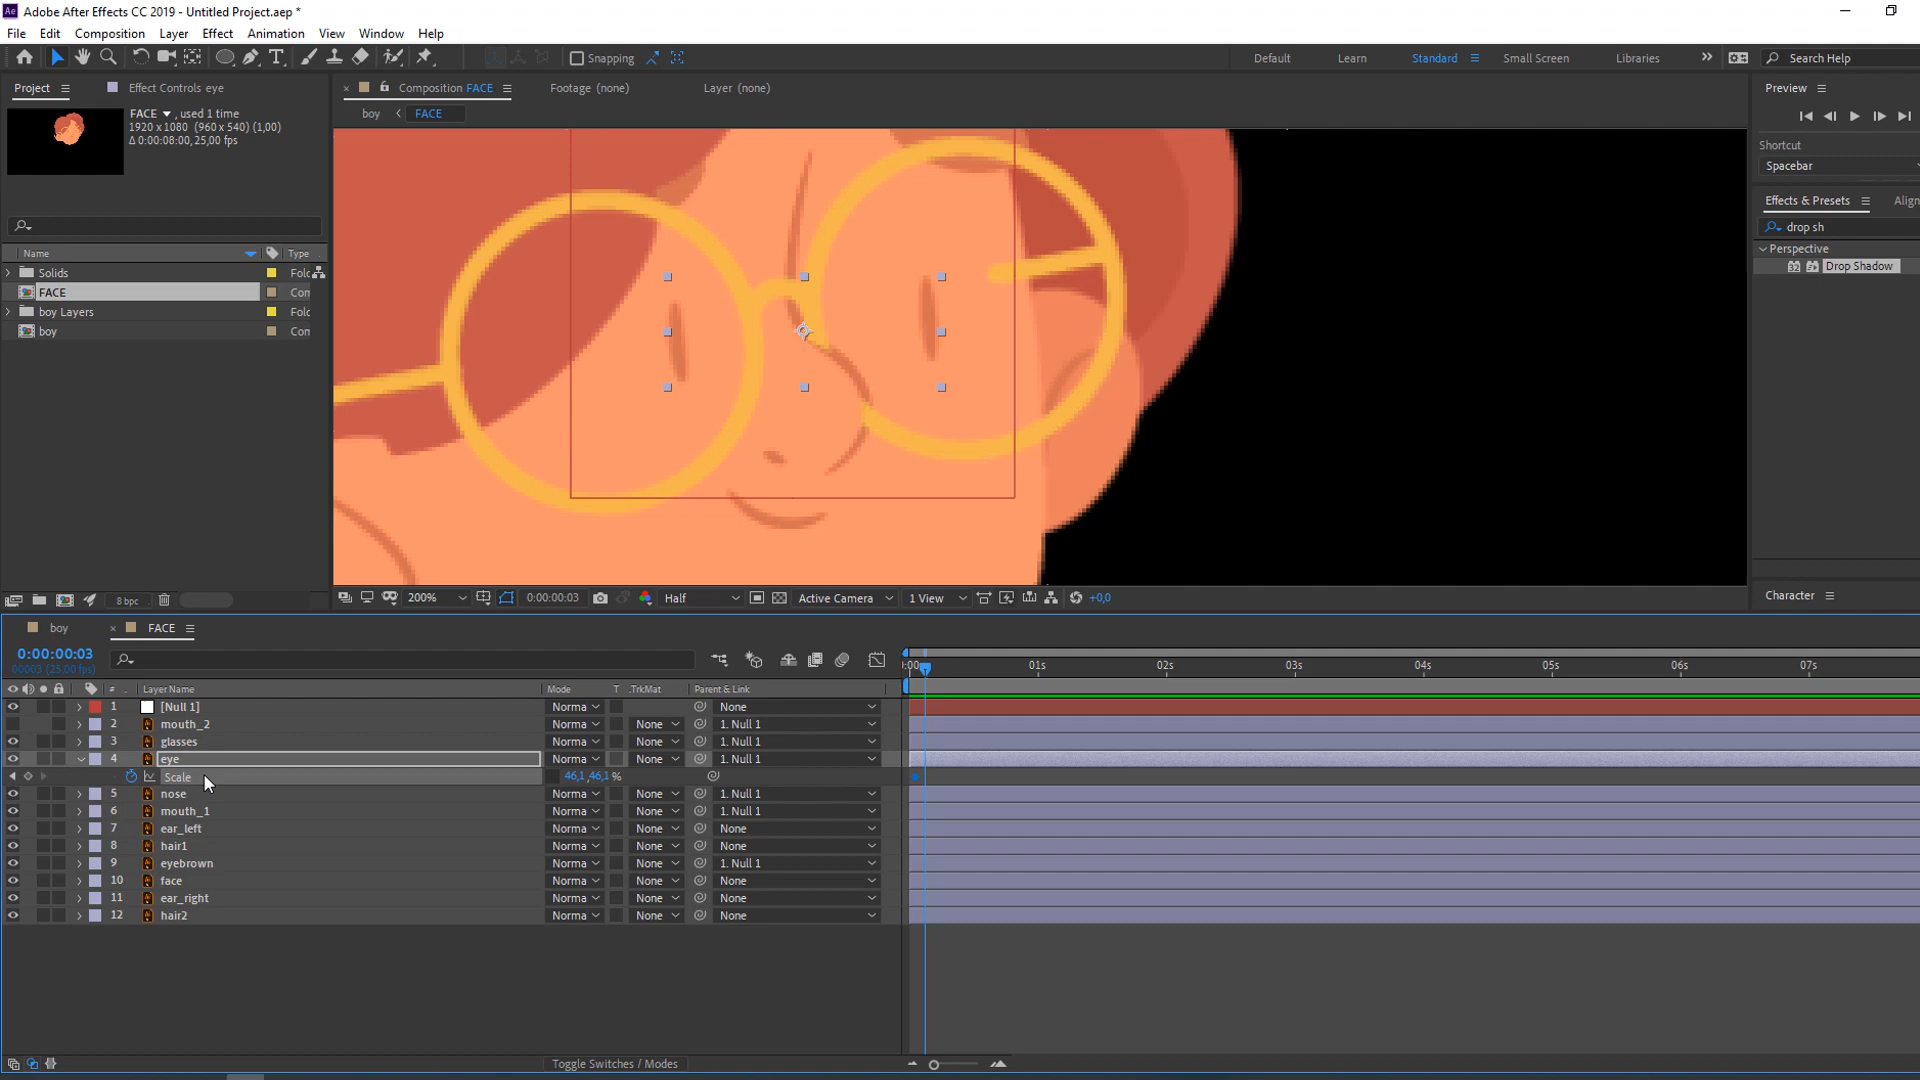 Adobe After Effects CC 2019 - Untitled Project.aep *
File Edit Composition Layer Effect Animation View Window Help
Snapping
Default Learn Standard Small Screen Libraries Search Help
Project Effect Controls eye
Composition FACE Footage (none) Layer (none)
boy FACE
FACE , used 1 time
1920 x 1080 (960 x 540) (1,00)
Δ 0:00:08:00, 25,00 fps
Name Type
Solids Fol
FACE Con
boy Layers Fol
boy Con
8 bpc
200% 0:00:00:03 Half Active Camera 1 View +0,0
Preview
Shortcut
Spacebar
Effects & Presets Align
drop sh
Perspective
32 Drop Shadow
Character
boy FACE
0:00:00:03
00003 (25.00 fps)
:00 01s 02s 03s 04s 05s 06s 07s
# Layer Name Mode T .TrkMat Parent & Link
1 [Null 1] Norma None
2 mouth_2 Norma None 1. Null 1
3 glasses Norma None 1. Null 1
4 eye Norma None 1. Null 1
Scale 46,1 ,46,1 %
5 nose Norma None 1. Null 1
6 mouth_1 Norma None 1. Null 1
7 ear_left Norma None None
8 hair1 Norma None None
9 eyebrown Norma None 1. Null 1
10 face Norma None None
11 ear_right Norma None None
12 hair2 Norma None None
Toggle Switches / Modes